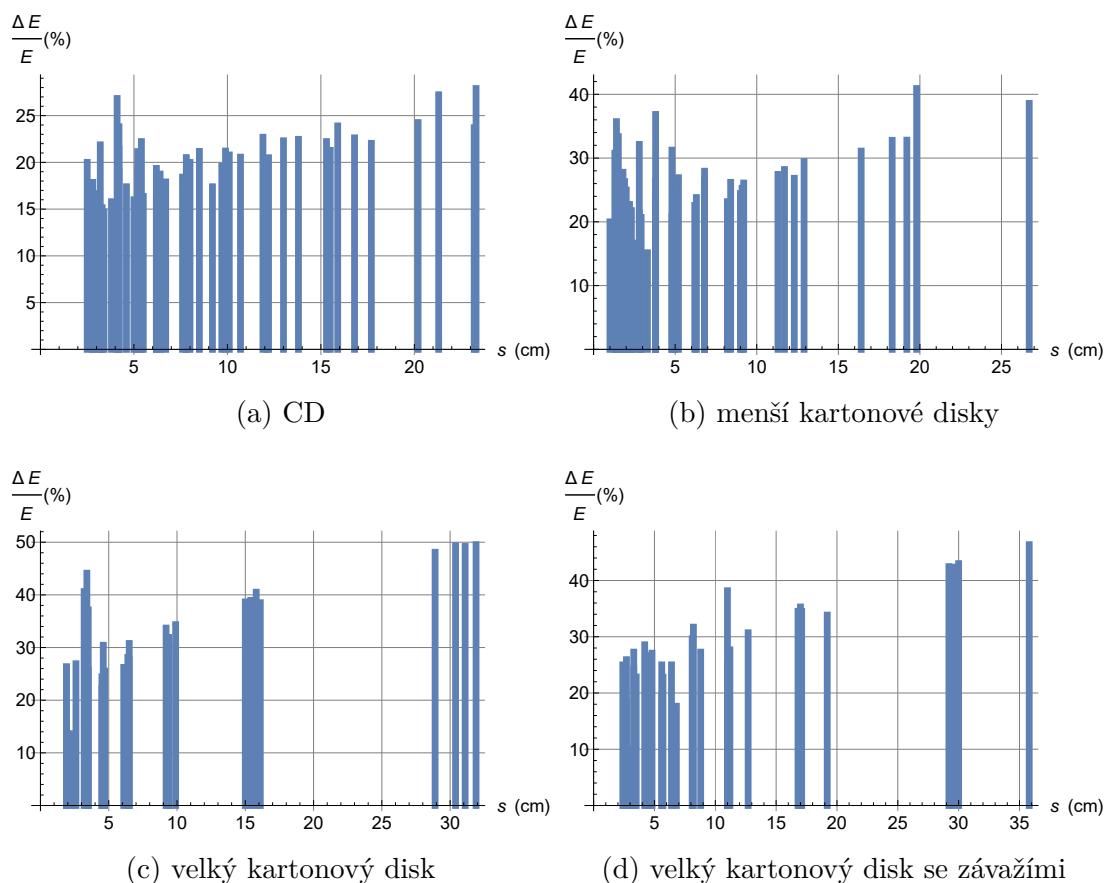 ΔE/E (%)
25
20
15
10
5
5 10 15 20 s (cm)
(a) CD
ΔE/E (%)
40
30
20
10
5 10 15 20 25 s (cm)
(b) menší kartonové disky
ΔE/E (%)
50
40
30
20
10
5 10 15 20 25 30 s (cm)
(c) velký kartonový disk
ΔE/E (%)
40
30
20
10
5 10 15 20 25 30 35 s (cm)
(d) velký kartonový disk se závažími